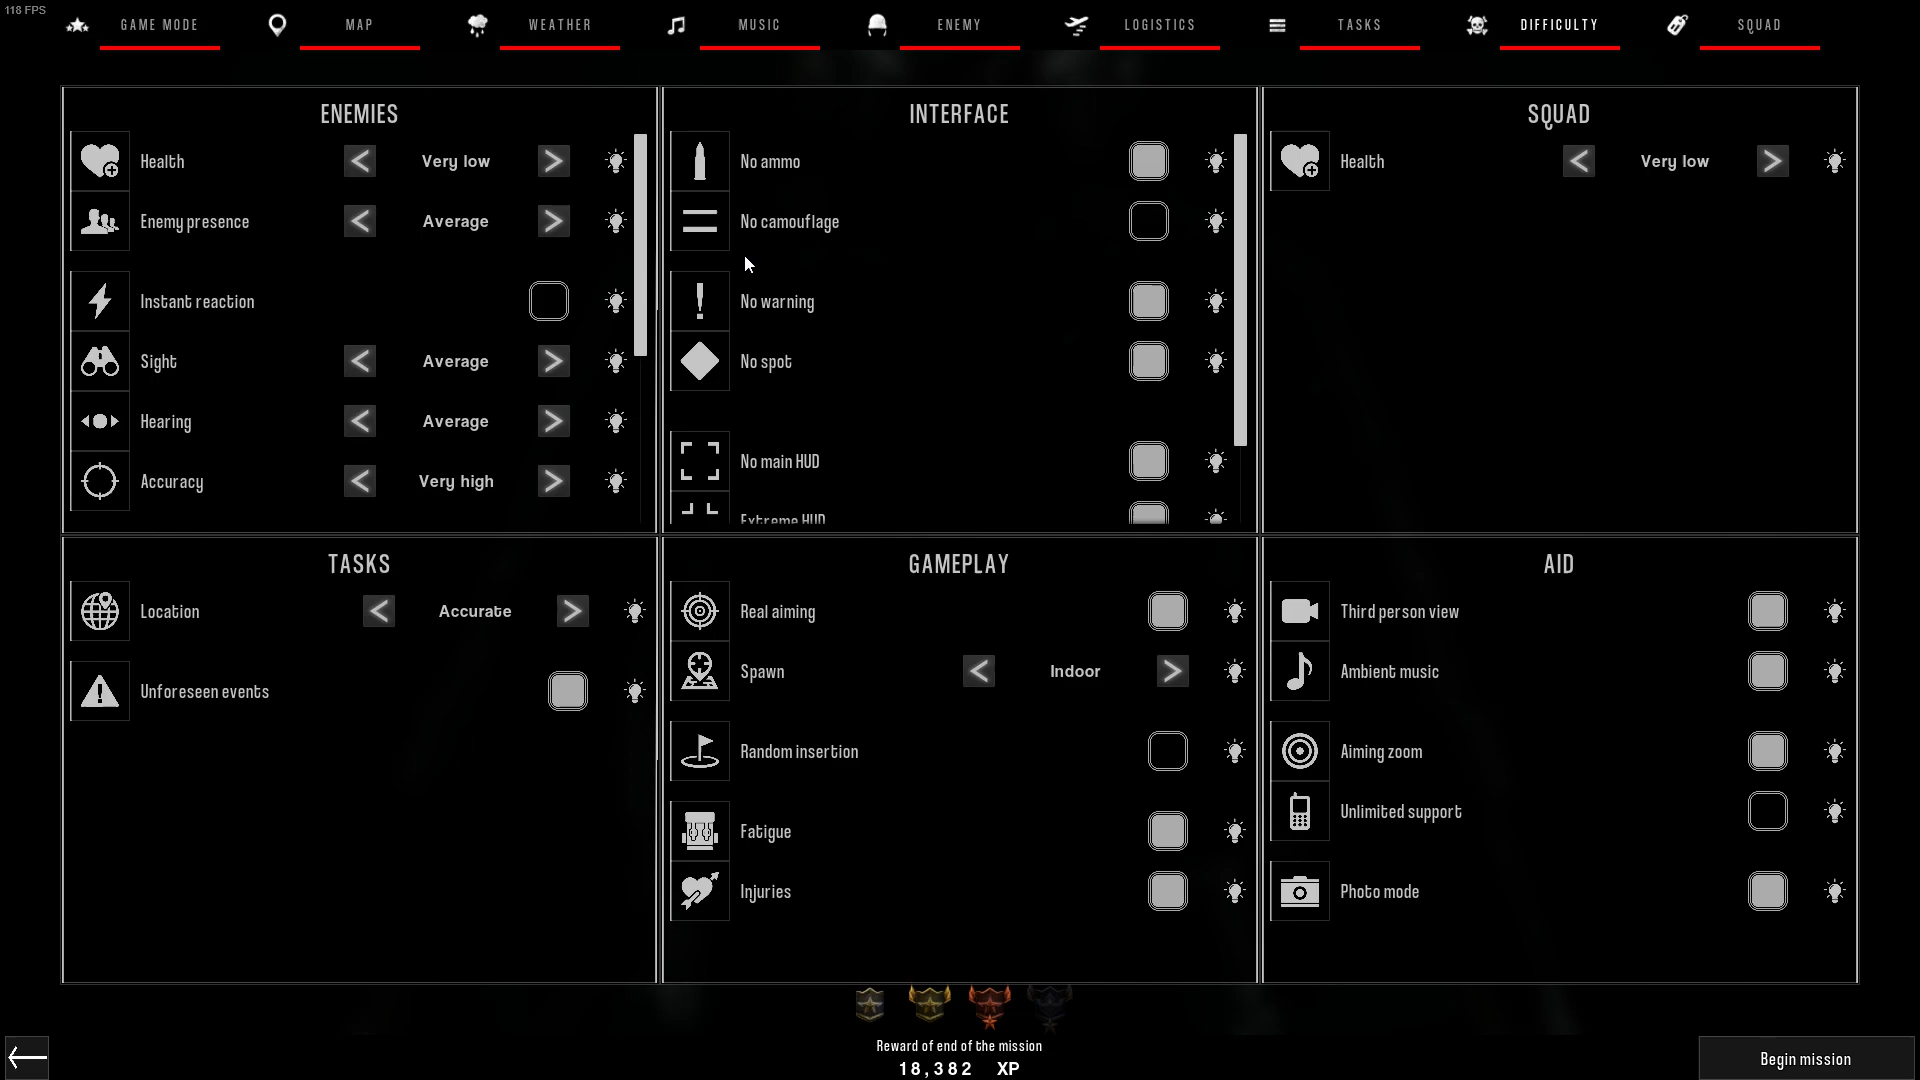 118 FPS
GAME MODE
MAP
WEATHER
MUSIC
ENEMY
LOGISTICS
TASKS
DIFFICULTY
SQUAD
ENEMIES
Health
Very low
Enemy presence
Average
Instant reaction
Sight
Average
Hearing
Average
Accuracy
Very high
INTERFACE
No ammo
No camouflage
No warning
No spot
No main HUD
Extreme HUD
SQUAD
Health
Very low
TASKS
Location
Accurate
Unforeseen events
GAMEPLAY
Real aiming
Spawn
Indoor
Random insertion
Fatigue
Injuries
AID
Third person view
Ambient music
Aiming zoom
Unlimited support
Photo mode
Reward of end of the mission
18,382 XP
Begin mission